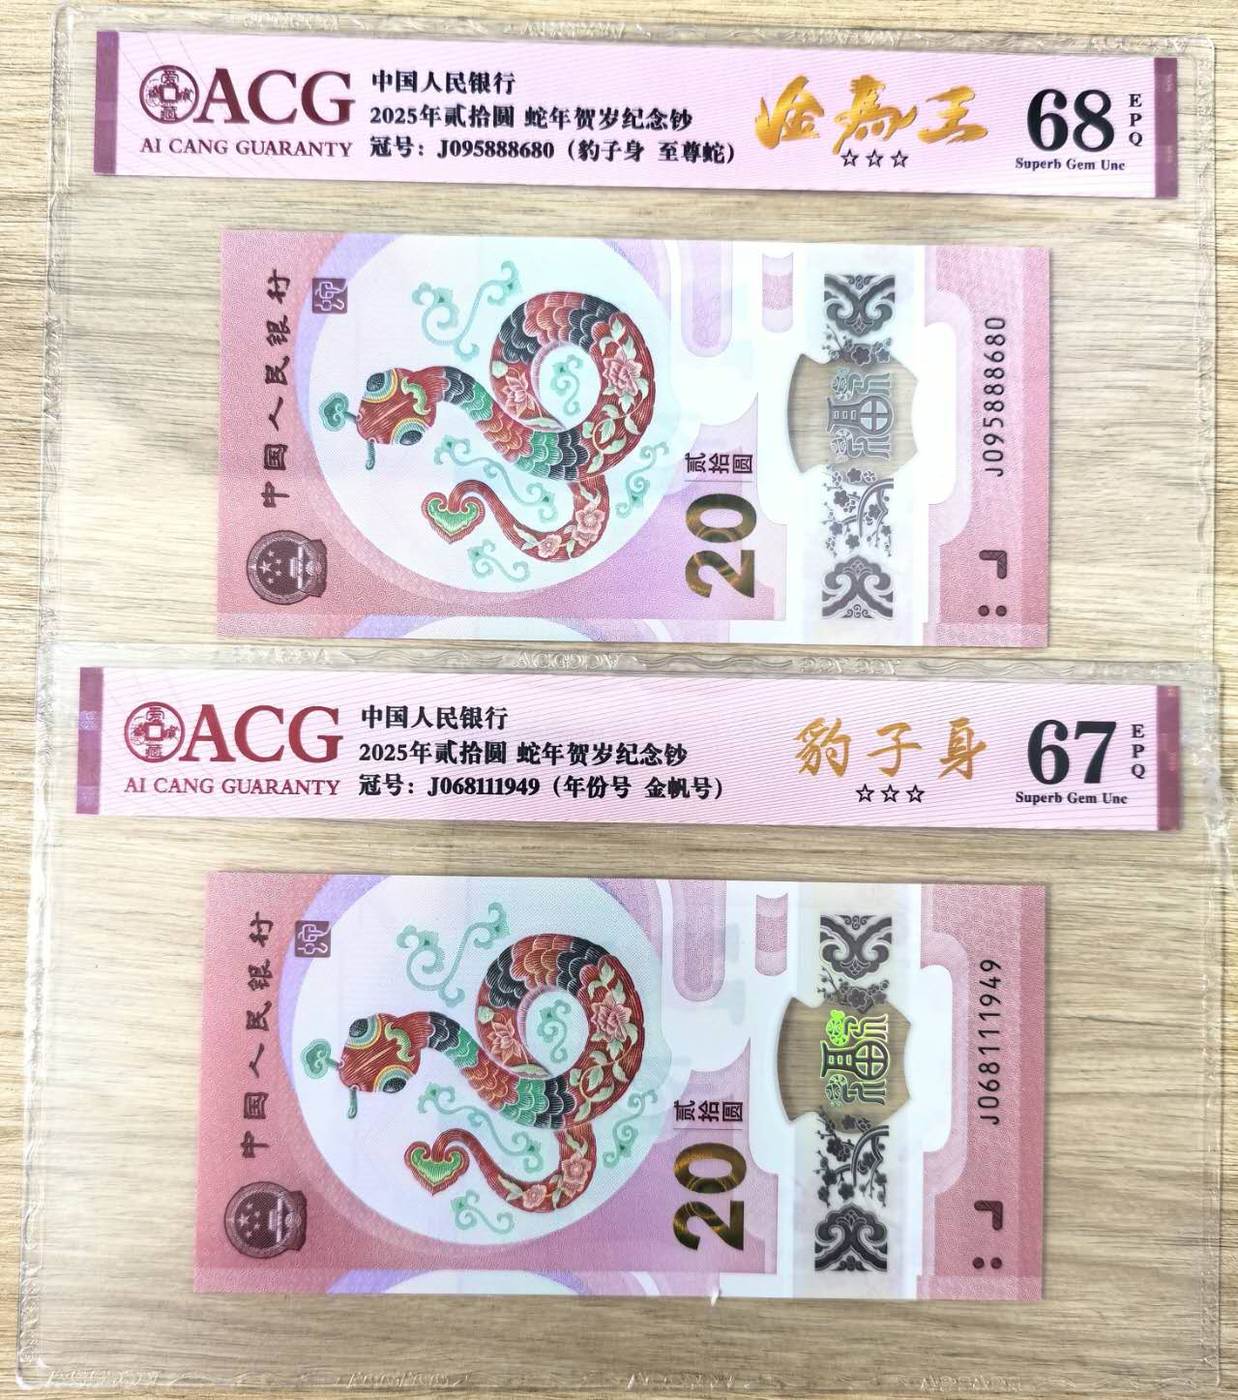 ACG
AI CANG GUARANTY
中国人民银行
2025年贰拾圆 蛇年贺岁纪念钞
冠号：J095888680（豹子身 至尊蛇）
☆☆☆
68
EPQ
Superb Gem Unc
中国人民银行
贰拾圆
20
J095888680
ACG
AI CANG GUARANTY
中国人民银行
2025年贰拾圆 蛇年贺岁纪念钞
冠号：J068111949（年份号 金帆号）
豹子身
☆☆☆
67
EPQ
Superb Gem Unc
中国人民银行
贰拾圆
20
J068111949